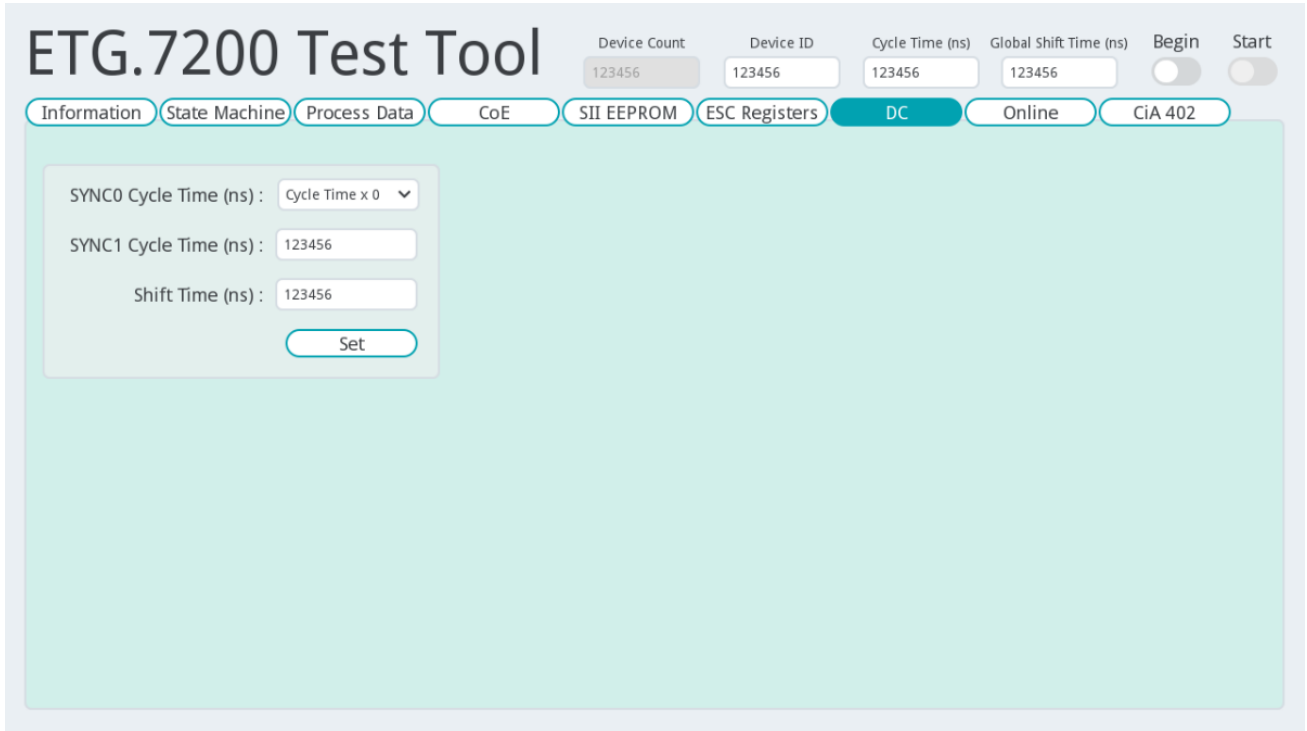 ETG.7200 Test Tool
Device Count
Device ID
Cycle Time (ns)
Global Shift Time (ns)
Begin
Start
123456
123456
123456
123456
Information
State Machine
Process Data
CoE
SII EEPROM
ESC Registers
DC
Online
CiA 402
SYNC0 Cycle Time (ns) : Cycle Time x 0
SYNC1 Cycle Time (ns) : 123456
Shift Time (ns) : 123456
Set